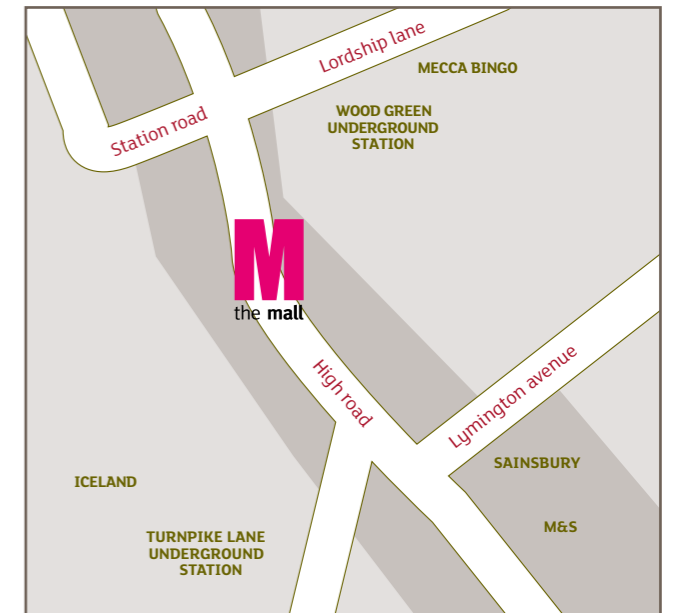 Lordship lane
MECCA BINGO
Station road
WOOD GREEN
UNDERGROUND
STATION
M
the mall
High road
Lymington avenue
SAINSBURY
ICELAND
M&S
TURNPIKE LANE
UNDERGROUND
STATION